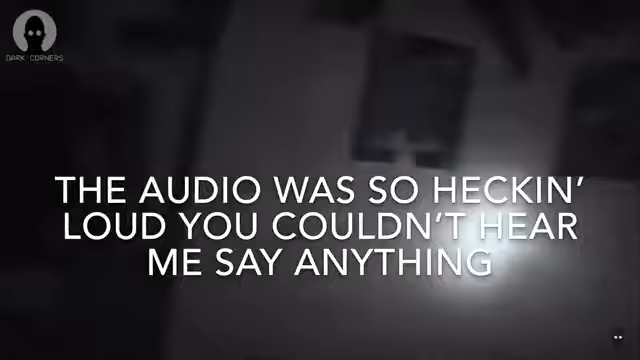 DARK CORNERS
THE AUDIO WAS SO HECKIN’
LOUD YOU COULDN’T HEAR
ME SAY ANYTHING